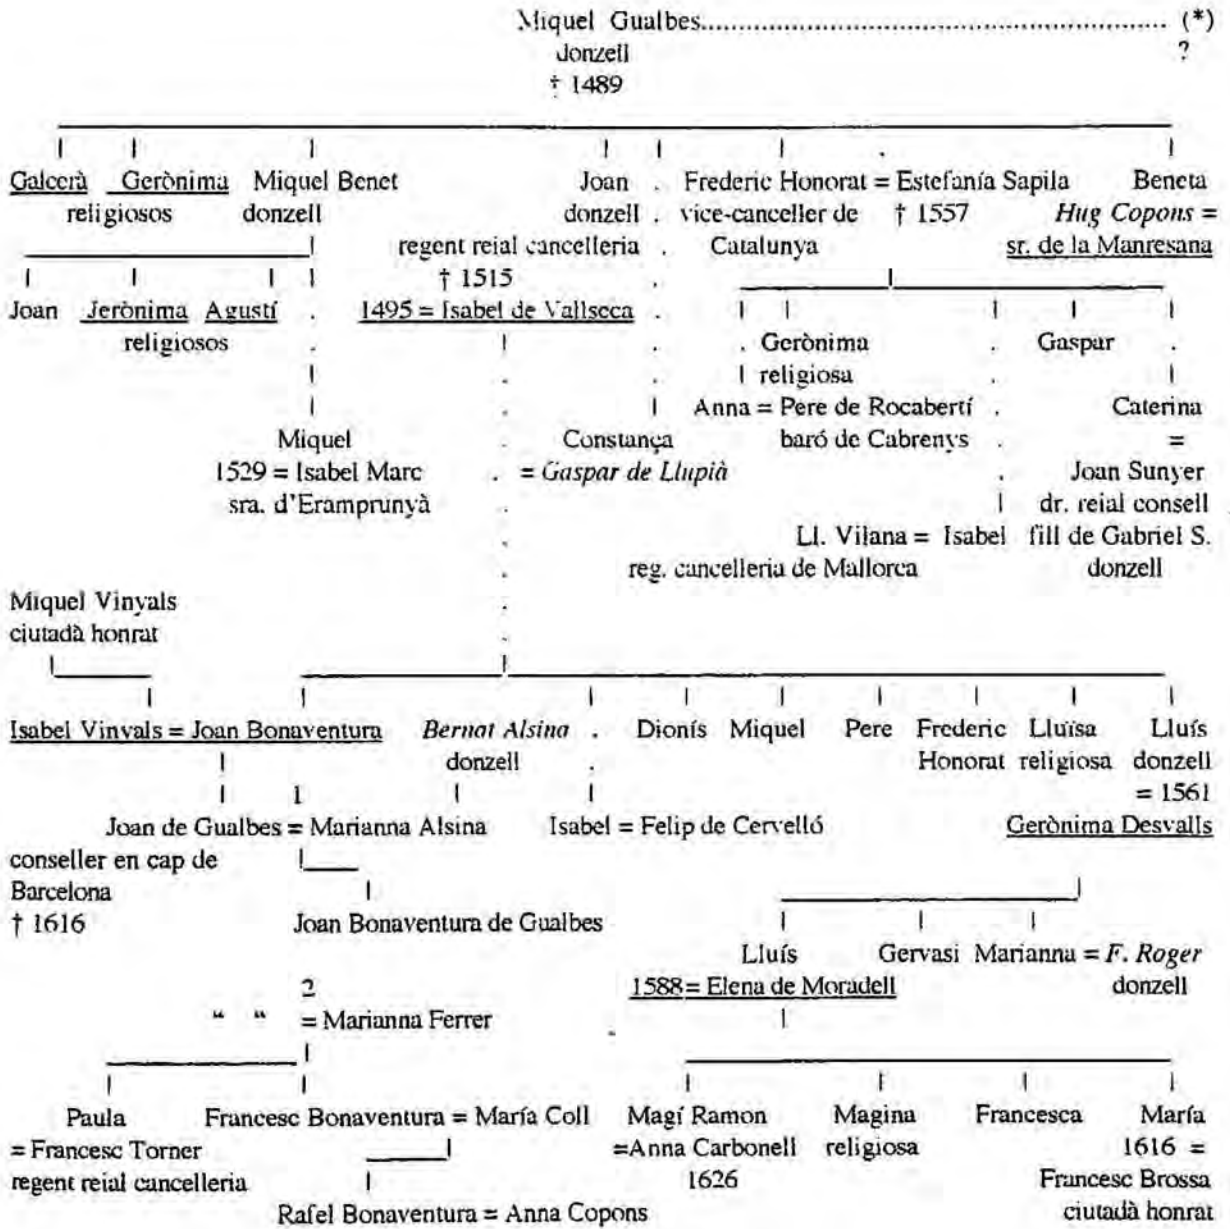 Miquel Gualbes.................................................................... (*)
donzell ?
† 1489
Galcerà Gerònima Miquel Benet Joan Frederic Honorat = Estefanía Sapila Beneta
religiosos donzell donzell vice-canceller de † 1557 Hug Copons =
regent reial cancelleria Catalunya sr. de la Manresana
† 1515
Joan Jerònima Agustí 1495 = Isabel de Vallseca
religiosos Gerònima Gaspar
religiosa
Anna = Pere de Rocabertí Caterina
Miquel Constança baró de Cabrenys =
1529 = Isabel Marc = Gaspar de Llupià Joan Sunyer
sra. d'Eramprunyà dr. reial consell
Ll. Vilana = Isabel fill de Gabriel S.
reg. cancelleria de Mallorca donzell
Miquel Vinyals
ciutadà honrat
Isabel Vinyals = Joan Bonaventura Bernat Alsina Dionís Miquel Pere Frederic Lluïsa Lluís
donzell Honorat religiosa donzell
= 1561
1
Joan de Gualbes = Marianna Alsina Isabel = Felip de Cervelló Gerònima Desvalls
conseller en cap de
Barcelona
† 1616 Joan Bonaventura de Gualbes
Lluís Gervasi Marianna = F. Roger
2 1588 = Elena de Moradell donzell
“ “ = Marianna Ferrer
Paula Francesc Bonaventura = María Coll Magí Ramon Magina Francesca María
= Francesc Torner =Anna Carbonell religiosa 1616 =
regent reial cancelleria 1626 Francesc Brossa
Rafel Bonaventura = Anna Copons ciutadà honrat